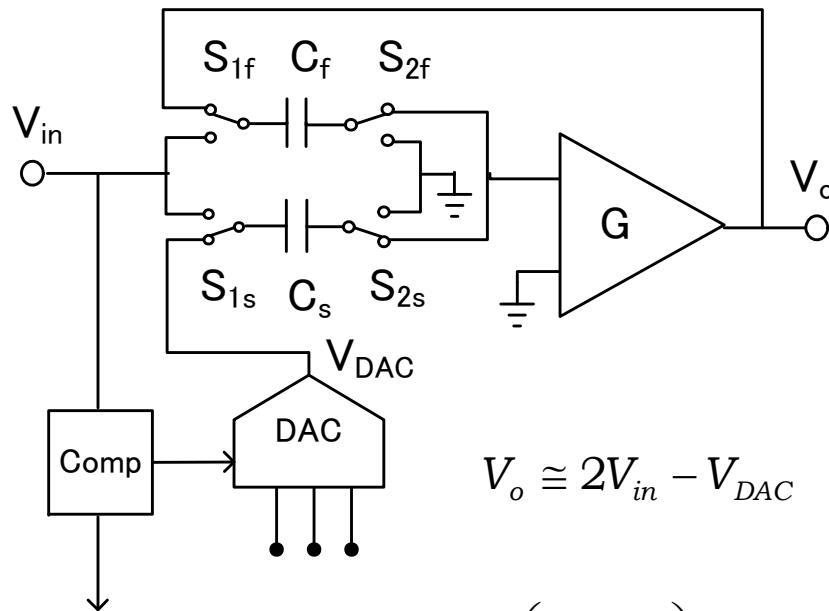 S1f Cf S2f
Vin
Vo
G
S1s Cs S2s
VDAC
DAC
Comp
Vo ≅ 2Vin − VDAC